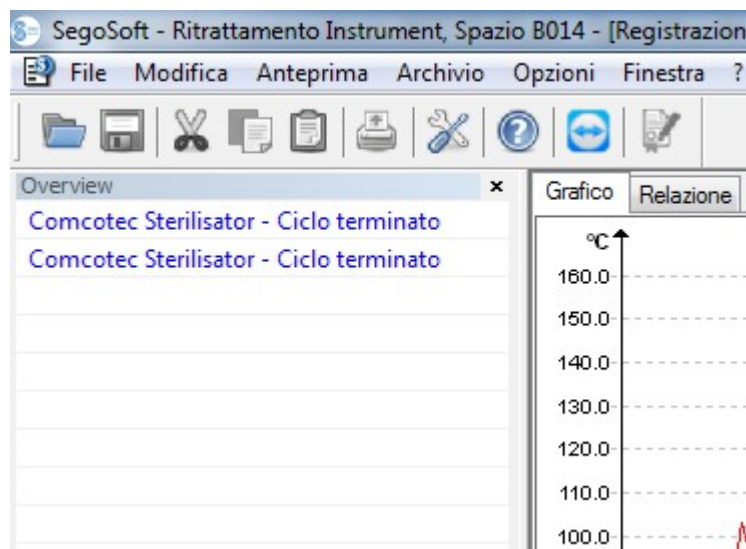 SegoSoft - Ritrattamento Instrument, Spazio B014 - [Registrazion
File Modifica Anteprima Archivio Opzioni Finestra ?
Overview x
Comcotec Sterilisator - Ciclo terminato
Comcotec Sterilisator - Ciclo terminato
Grafico Relazione
°C
160.0
150.0
140.0
130.0
120.0
110.0
100.0